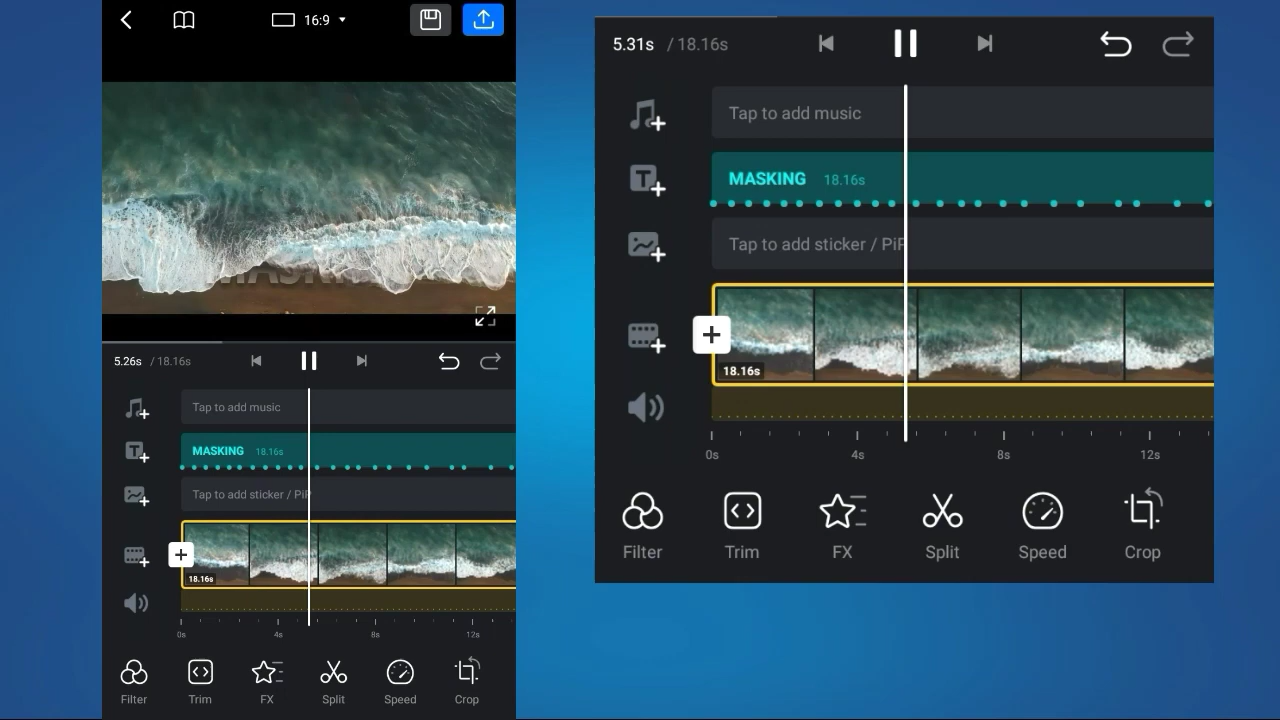 16:9
MASKI
5.26s / 18.16s
Tap to add music
MASKING 18.16s
Tap to add sticker / PiP
18.16s
0s 4s 8s 12s
Filter Trim FX Split Speed Crop
5.31s / 18.16s
Tap to add music
MASKING 18.16s
Tap to add sticker / PiP
18.16s
0s 4s 8s 12s
Filter Trim FX Split Speed Crop